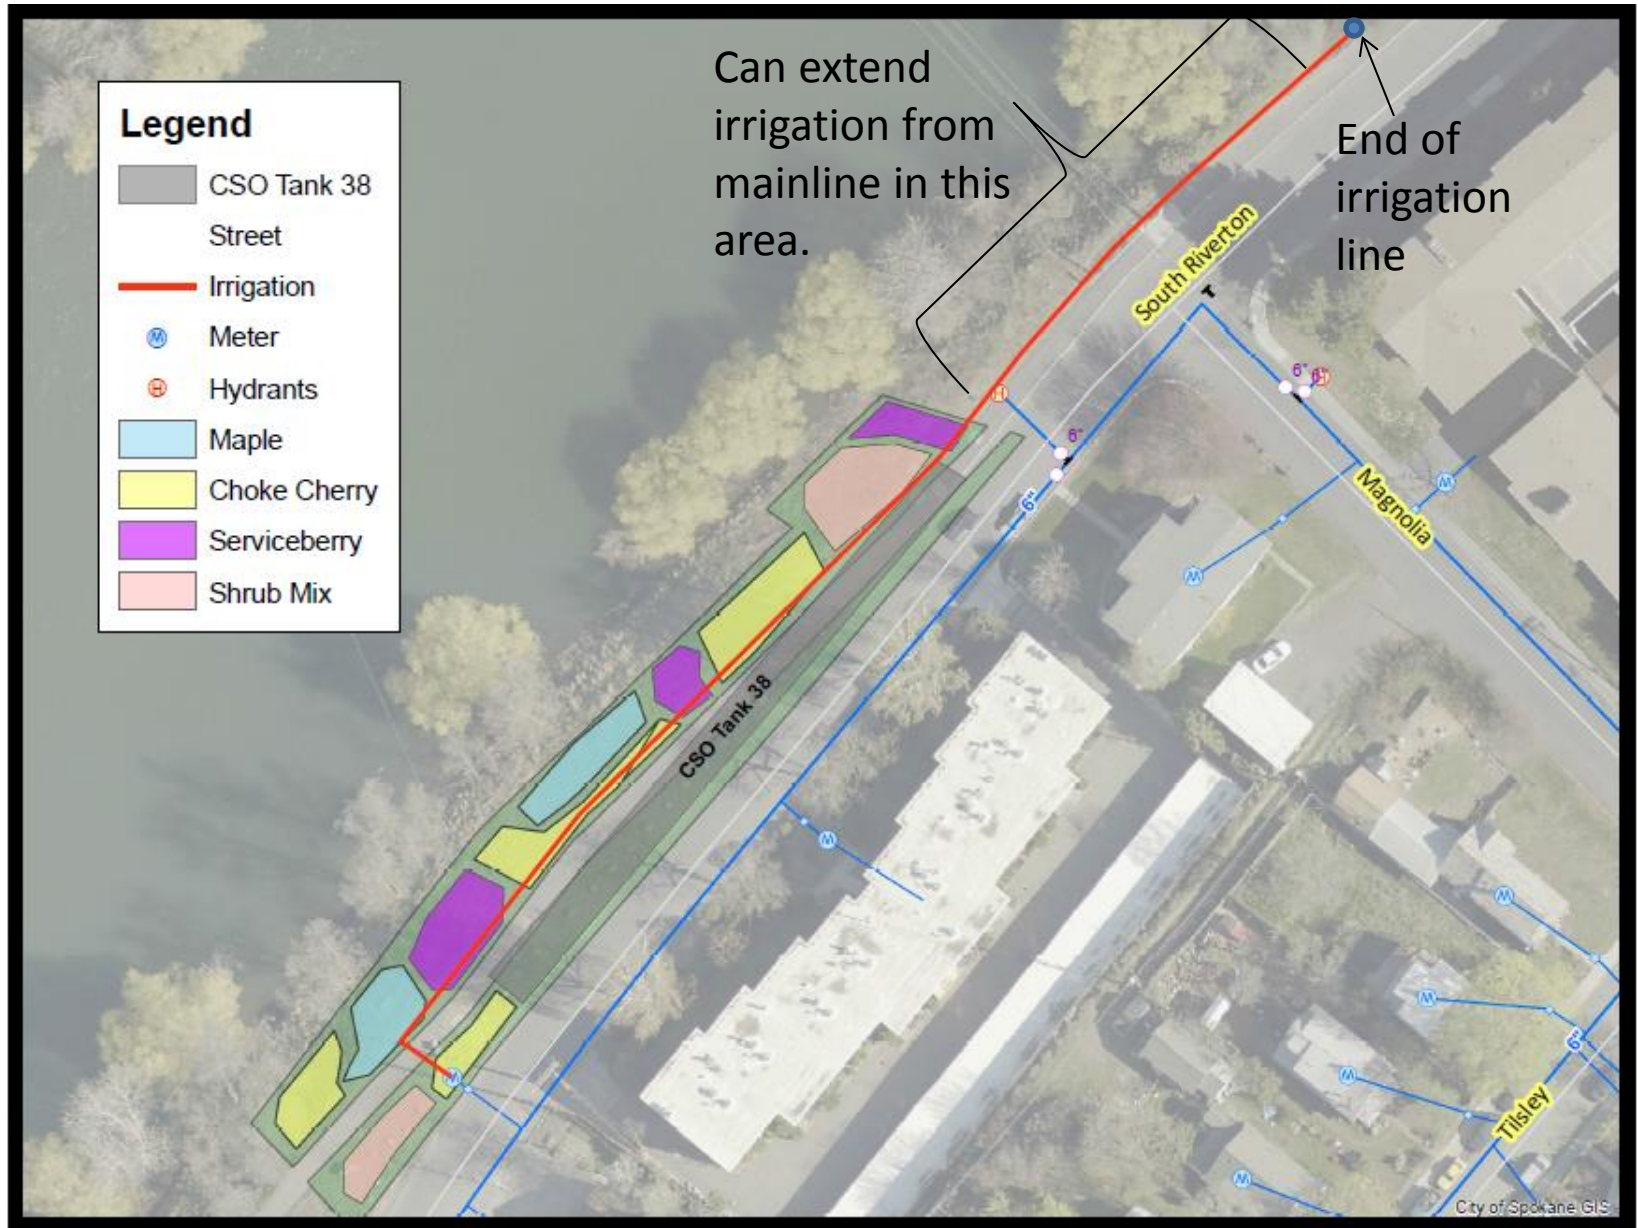 Can extend
irrigation from
mainline in this
area.
End of
irrigation
line
Legend
CSO Tank 38
Street
Irrigation
M Meter
H Hydrants
Maple
Choke Cherry
Serviceberry
Shrub Mix
South Riverton
6"
H
H
6"
6"
Magnolia
M
M
CSO Tank 38
M
M
M
M
M
6"
Tilsley
M
City of Spokane GIS